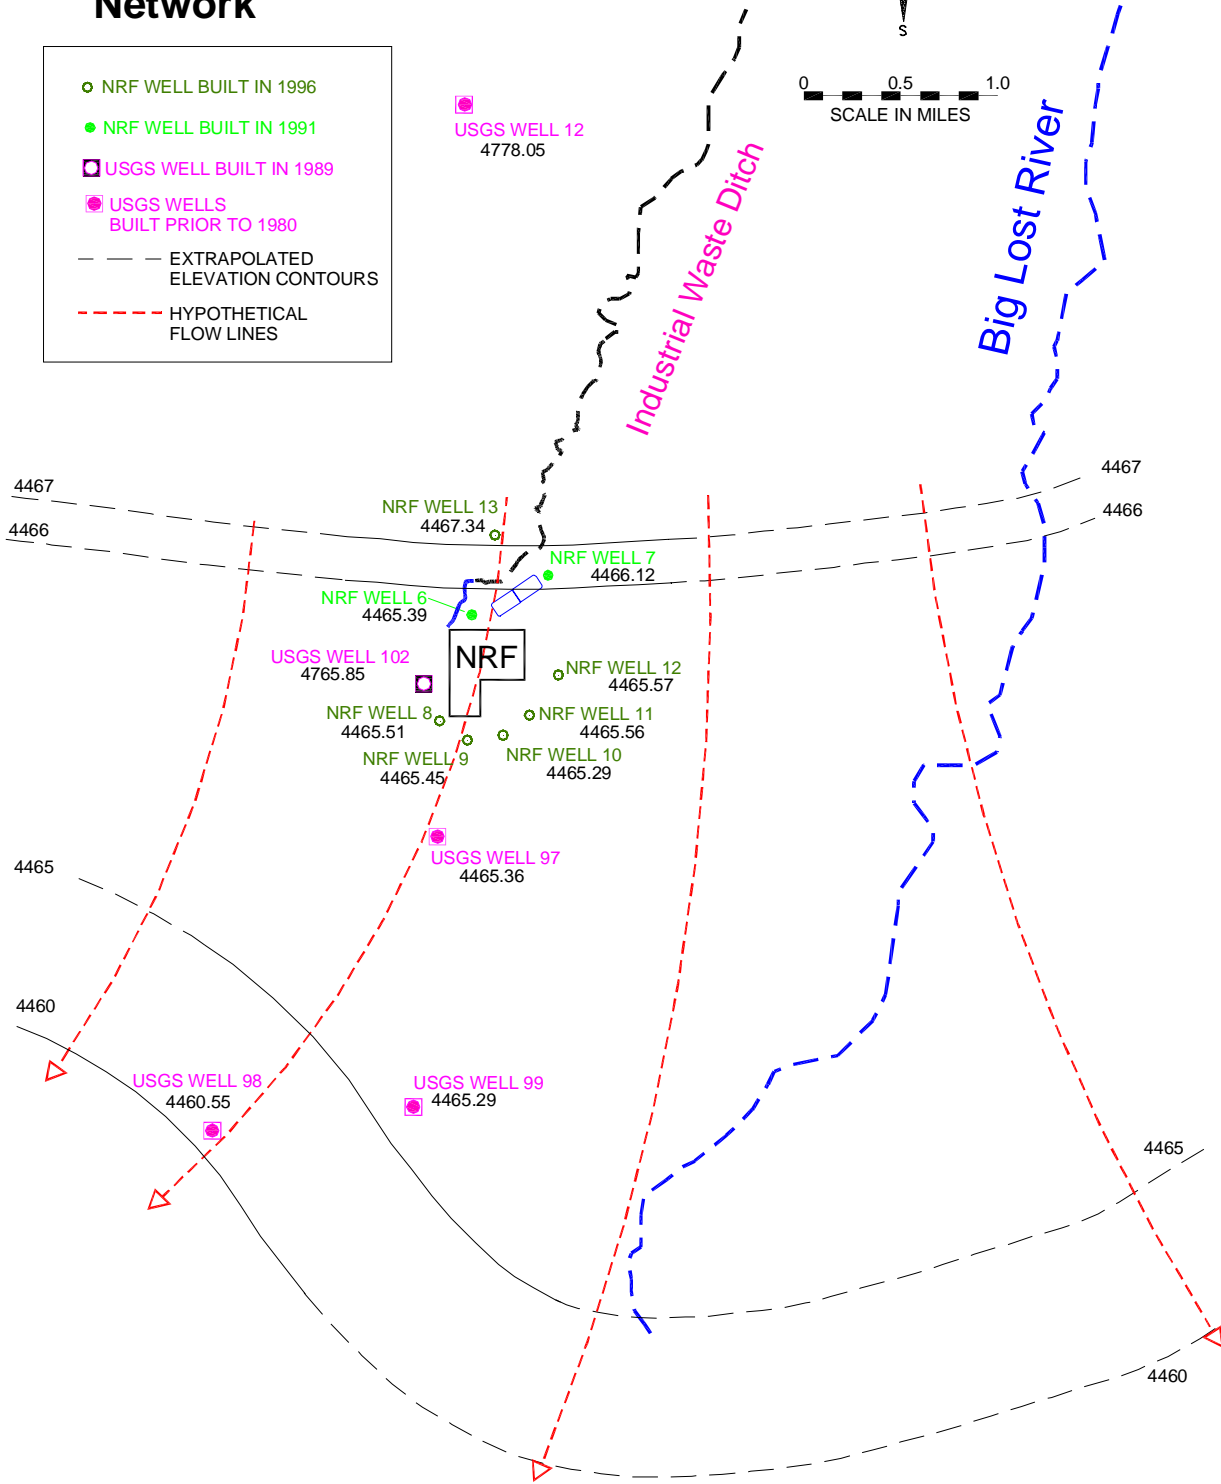 Network
S
NRF WELL BUILT IN 1996
NRF WELL BUILT IN 1991
USGS WELL BUILT IN 1989
USGS WELLS
BUILT PRIOR TO 1980
EXTRAPOLATED
ELEVATION CONTOURS
HYPOTHETICAL
FLOW LINES
0 0.5 1.0
SCALE IN MILES
USGS WELL 12
4778.05
Industrial Waste Ditch
Big Lost River
4467
4467
4466
4466
NRF WELL 13
4467.34
NRF WELL 7
4466.12
NRF WELL 6
4465.39
NRF
USGS WELL 102
4765.85
NRF WELL 12
4465.57
NRF WELL 8
4465.51
NRF WELL 11
4465.56
NRF WELL 9
4465.45
NRF WELL 10
4465.29
USGS WELL 97
4465.36
4465
4460
USGS WELL 98
4460.55
USGS WELL 99
4465.29
4465
4460